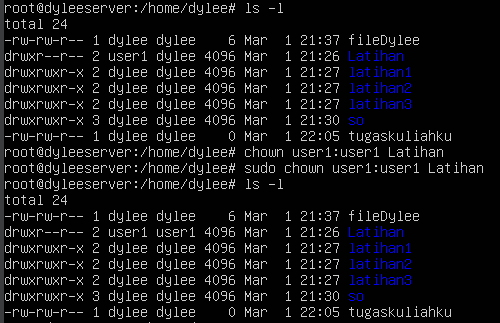 root@dyleeserver:/home/dylee# ls -l
total 24
-rw-rw-r-- 1 dylee dylee    6 Mar  1 21:37 fileDylee
drwxr--r-- 2 user1 dylee 4096 Mar  1 21:26 Latihan
drwxrwxr-x 2 dylee dylee 4096 Mar  1 21:27 latihan1
drwxrwxr-x 2 dylee dylee 4096 Mar  1 21:27 latihan2
drwxrwxr-x 2 dylee dylee 4096 Mar  1 21:27 latihan3
drwxrwxr-x 3 dylee dylee 4096 Mar  1 21:30 so
-rw-rw-r-- 1 dylee dylee    0 Mar  1 22:05 tugaskuliahku
root@dyleeserver:/home/dylee# chown user1:user1 Latihan
root@dyleeserver:/home/dylee# sudo chown user1:user1 Latihan
root@dyleeserver:/home/dylee# ls -l
total 24
-rw-rw-r-- 1 dylee dylee    6 Mar  1 21:37 fileDylee
drwxr--r-- 2 user1 user1 4096 Mar  1 21:26 Latihan
drwxrwxr-x 2 dylee dylee 4096 Mar  1 21:27 latihan1
drwxrwxr-x 2 dylee dylee 4096 Mar  1 21:27 latihan2
drwxrwxr-x 2 dylee dylee 4096 Mar  1 21:27 latihan3
drwxrwxr-x 3 dylee dylee 4096 Mar  1 21:30 so
-rw-rw-r-- 1 dylee dylee    0 Mar  1 22:05 tugaskuliahku